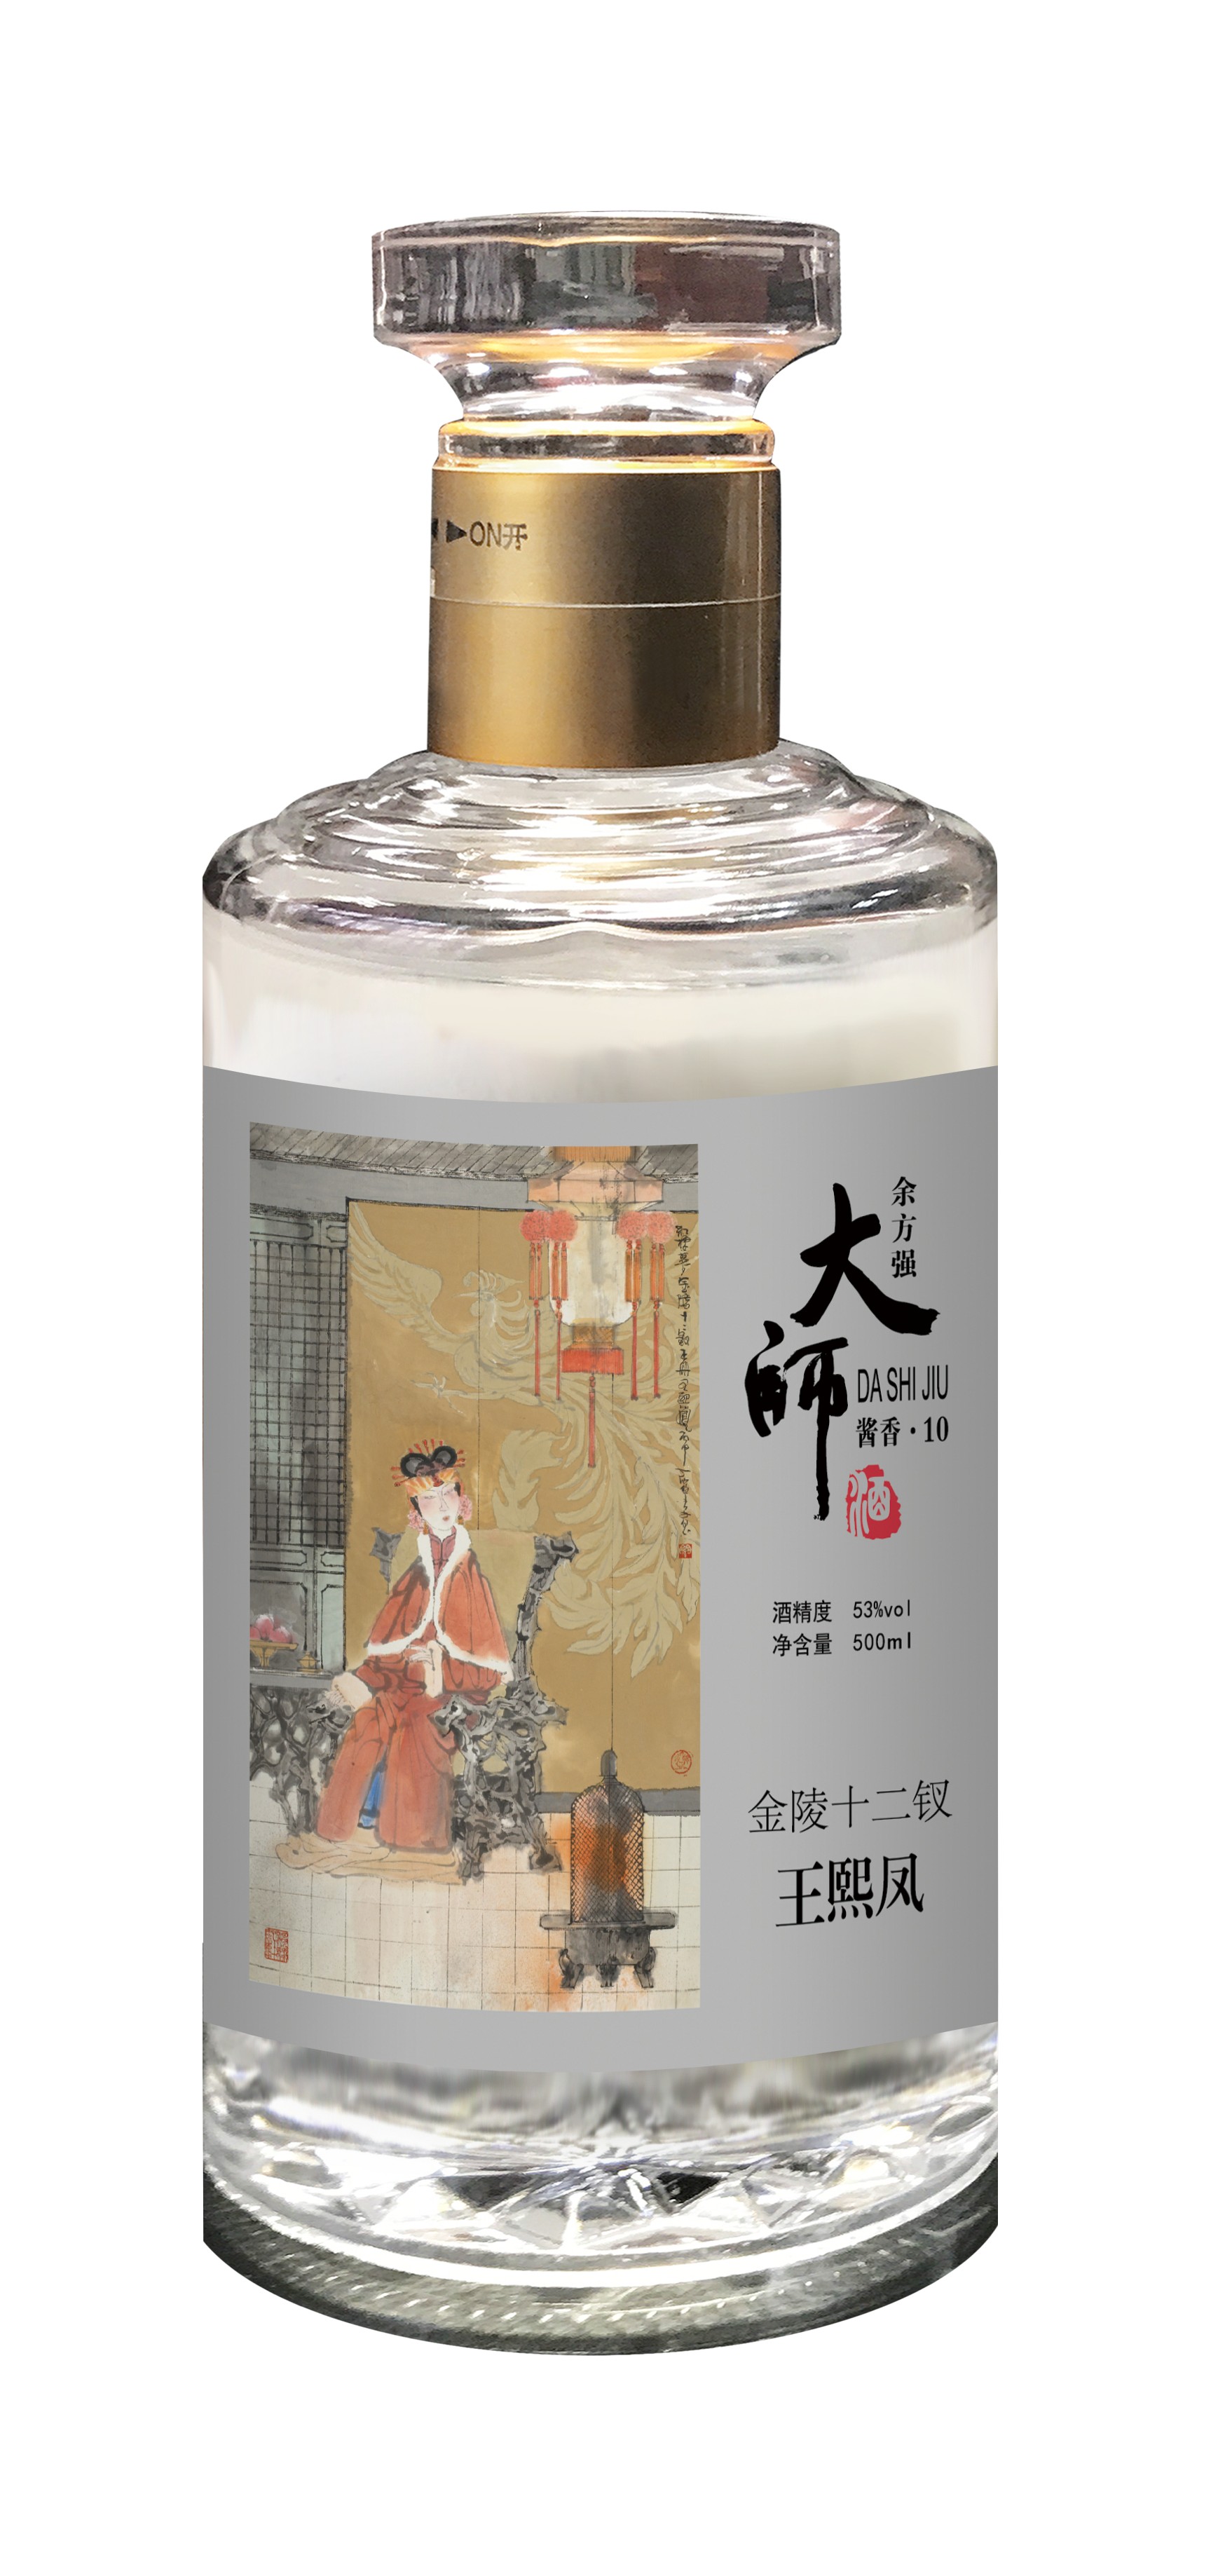 ON开
余方强
大師
DA SHI JIU
酱香·10
酒
酒精度 53%vol
净含量 500ml
金陵十二钗
王熙凤